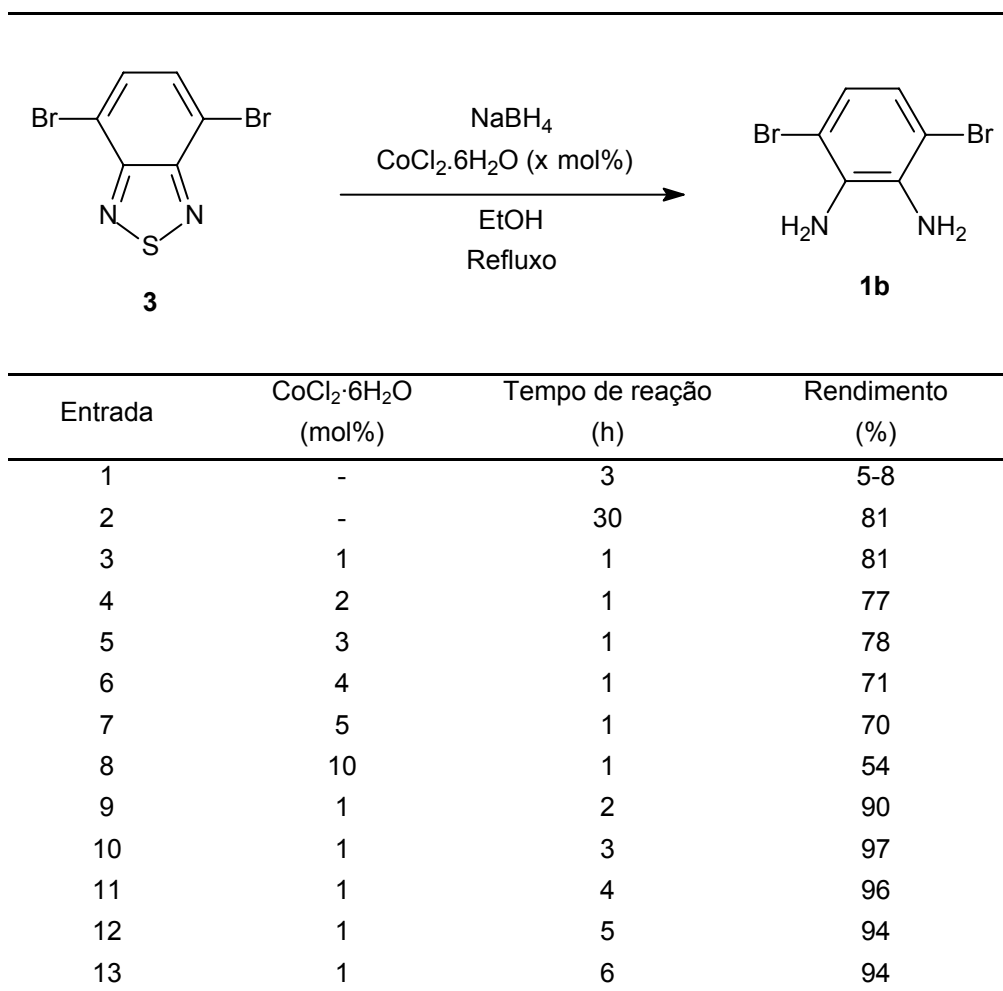 Br
Br
N
N
S
3
NaBH₄
CoCl₂.6H₂O (x mol%)
EtOH
Refluxo
Br
Br
H₂N
NH₂
1b
Entrada CoCl₂·6H₂O (mol%) Tempo de reação (h) Rendimento (%)
1 - 3 5-8
2 - 30 81
3 1 1 81
4 2 1 77
5 3 1 78
6 4 1 71
7 5 1 70
8 10 1 54
9 1 2 90
10 1 3 97
11 1 4 96
12 1 5 94
13 1 6 94